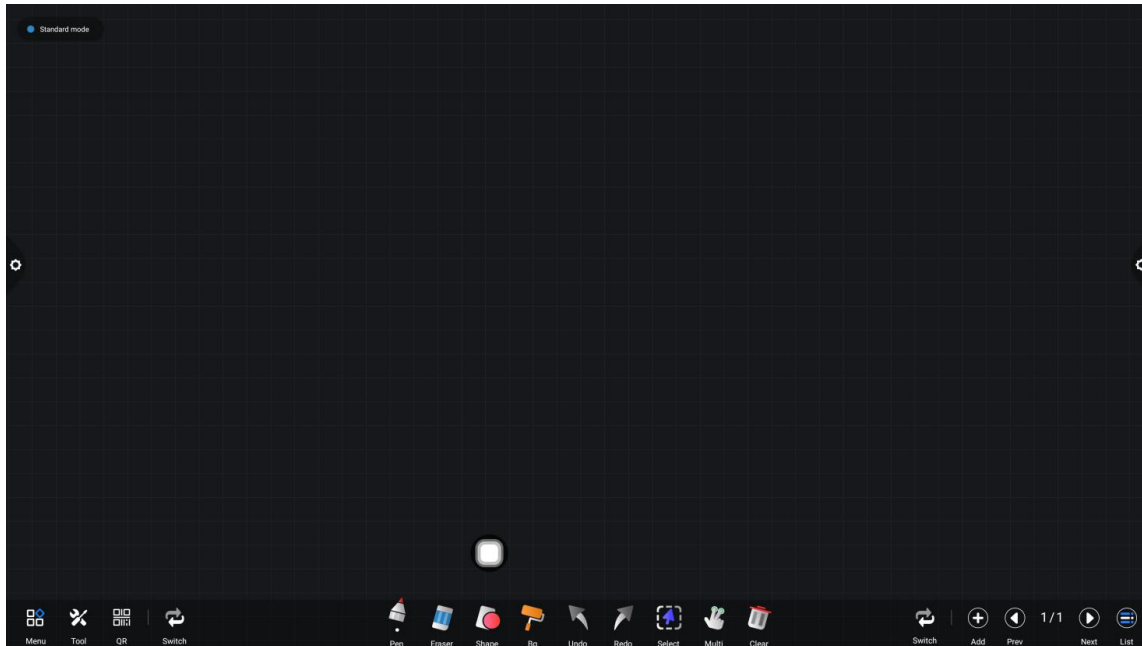 Standard mode
Menu Tool QR Switch Pen Eraser Shape Bg Undo Redo Select Multi Clear Switch Add Prev 1/1 Next List